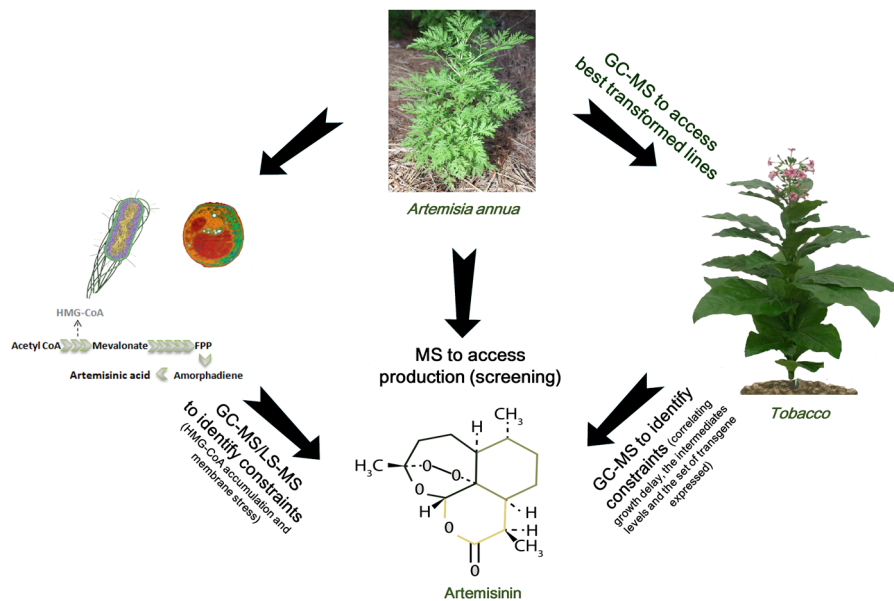 GC-MS to access
best transformed lines
Artemisia annua
HMG-CoA
Acetyl CoA Mevalonate FPP
Artemisinic acid Amorphadiene
MS to access
production (screening)
Tobacco
GC-MS/LS-MS
to identify constraints
(HMG-CoA accumulation and
membrane stress)
GC-MS to identify
constraints (correlating
growth delay, the intermediates
levels and the set of transgene
expressed)
CH3
H
H3C
O
O
O
H
H
O
H
CH3
O
Artemisinin